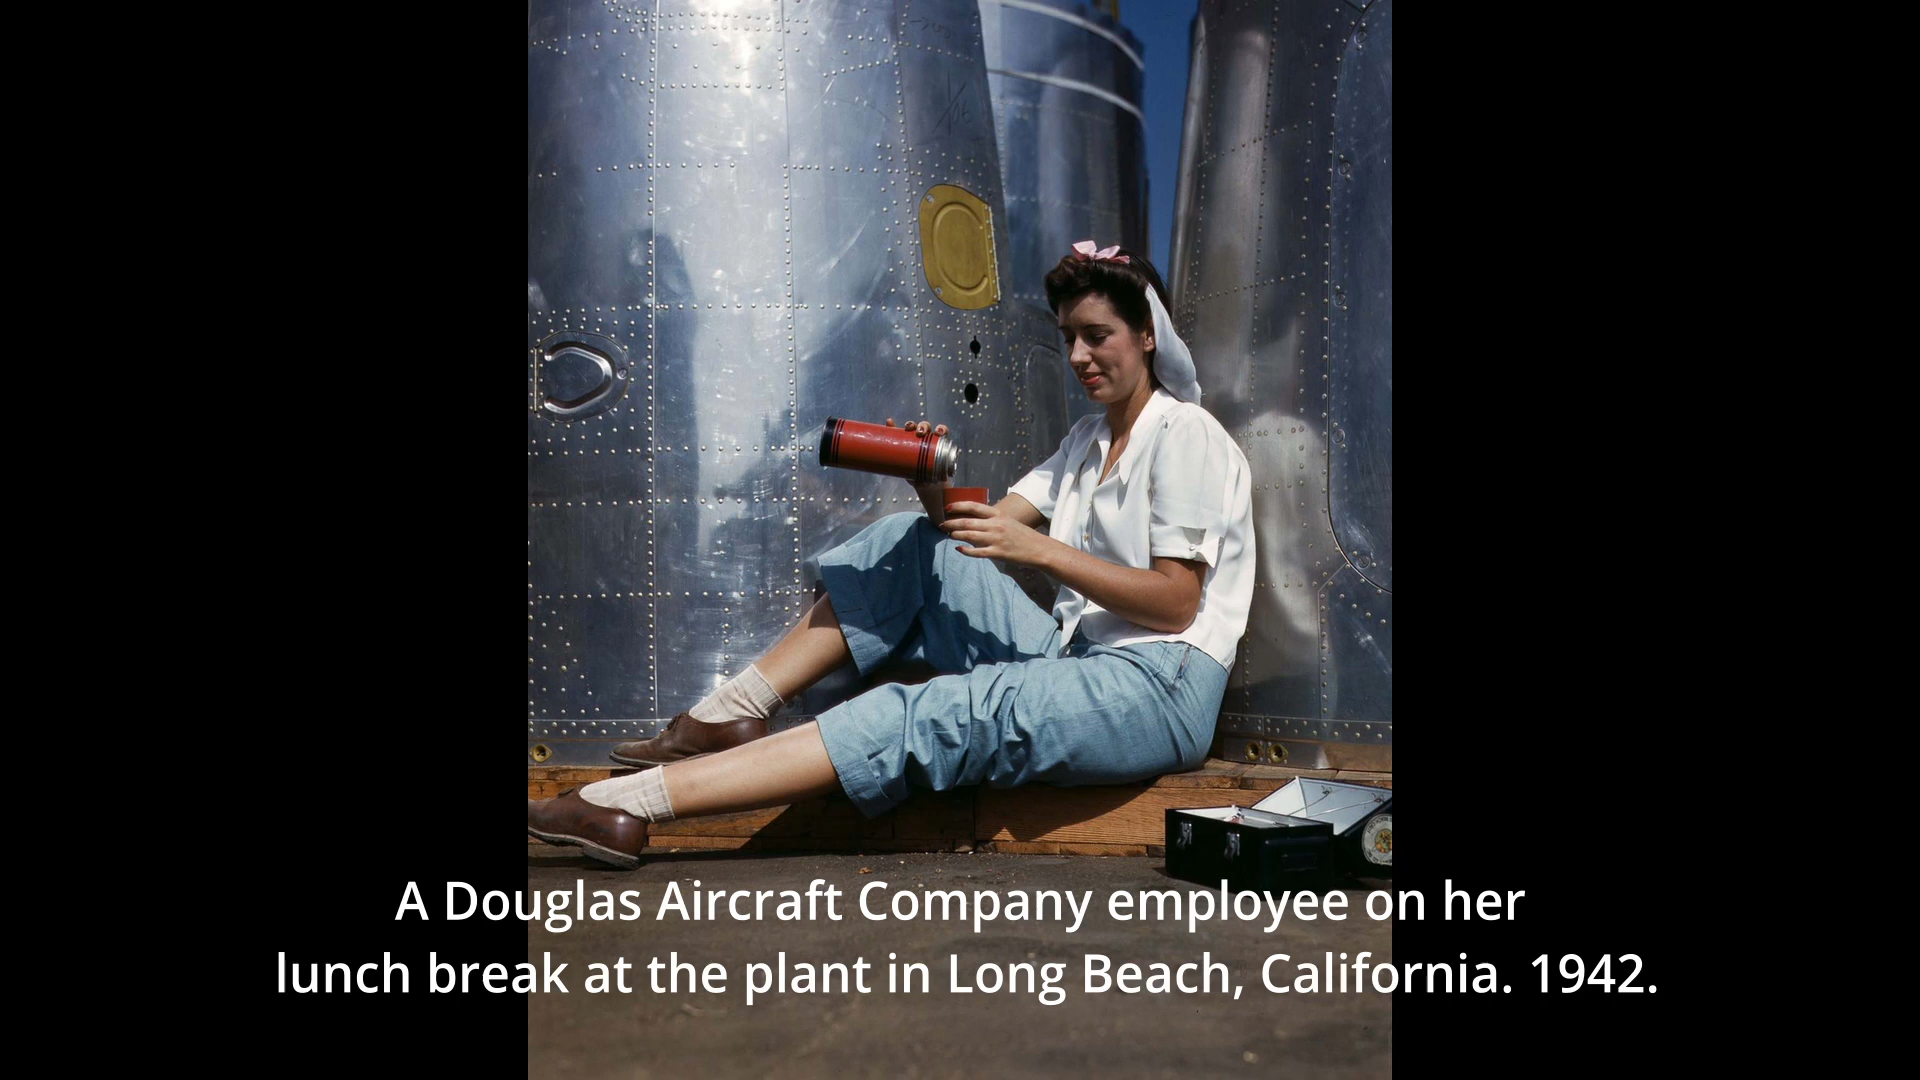 A Douglas Aircraft Company employee on her
lunch break at the plant in Long Beach, California. 1942.